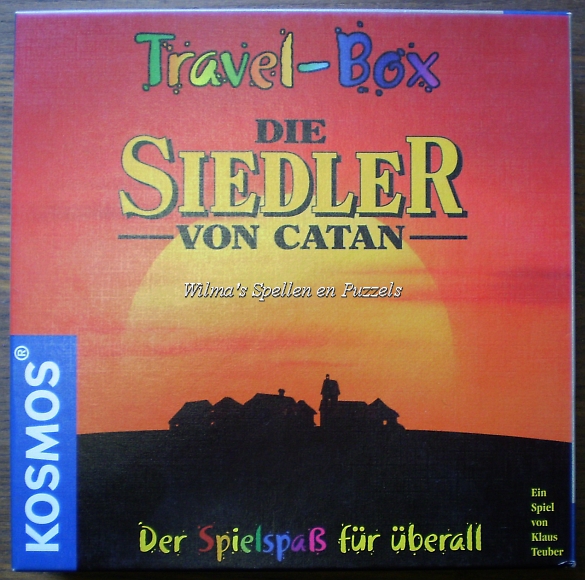 Travel-Box
DIE
SIEDLER
VON CATAN
Wilma's Spellen en Puzzels
KOSMOS®
Der Spielspaß für überall
Ein
Spiel
von
Klaus
Teuber